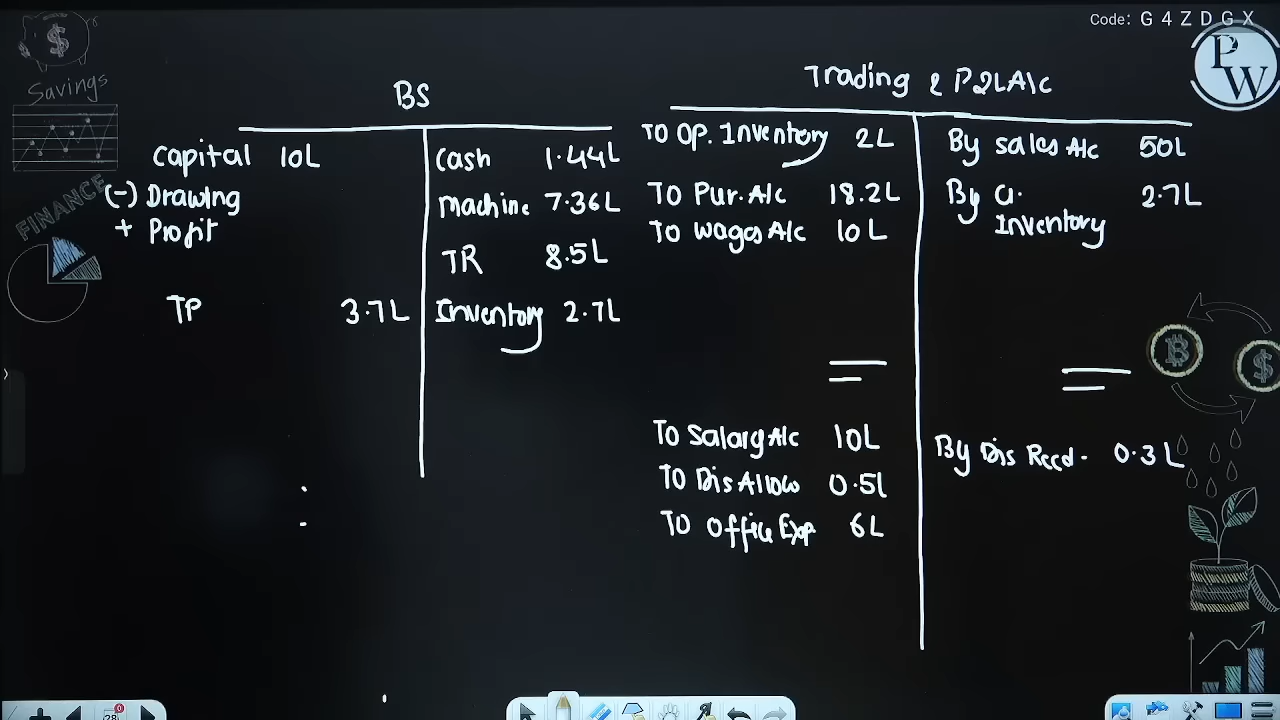 Code: G 4 Z D G X
PW
Savings
FINANCE
BS
Capital 10L
(-) Drawing
+ Profit
TP 3.7L
Cash 1.44L
Machine 7.36L
TR 8.5L
Inventory 2.7L
Trading & P&L A/c
To Op. Inventory 2L
To Pur. A/c 18.2L
To Wages A/c 10L
By Sales A/c 50L
By Cl. Inventory 2.7L
To Salary A/c 10L
To Dis Allow 0.5L
To Office Exp 6L
By Dis Recd. 0.3L
28
0